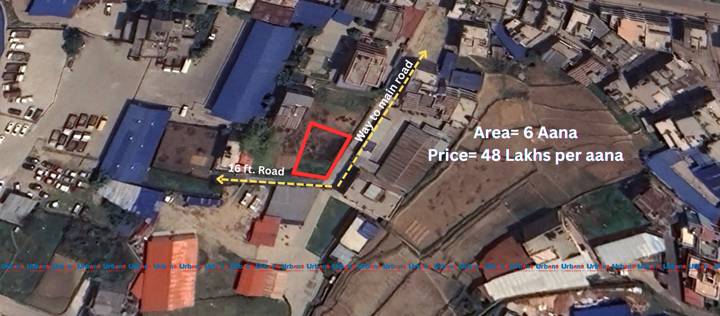 Way to main road
Area= 6 Aana
Price= 48 Lakhs per aana
16 ft. Road